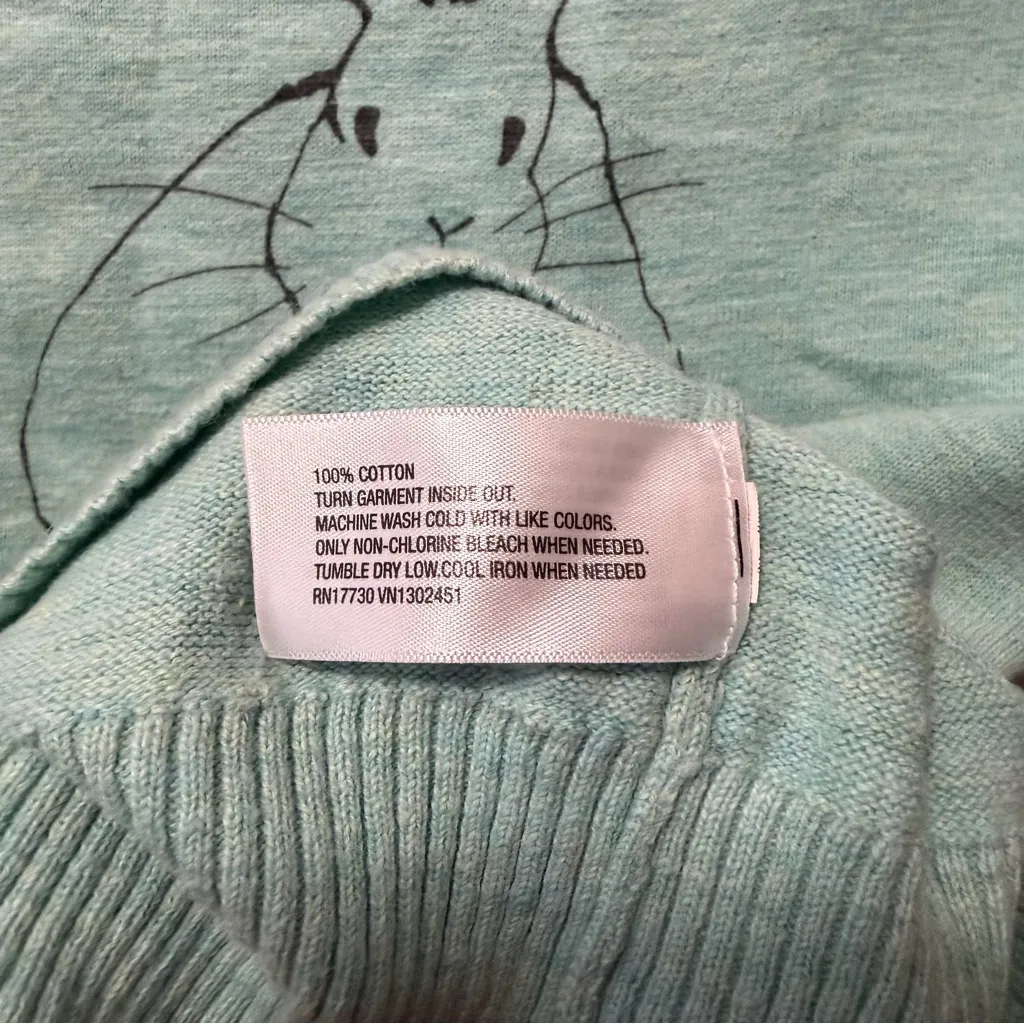 100% COTTON
TURN GARMENT INSIDE OUT.
MACHINE WASH COLD WITH LIKE COLORS.
ONLY NON-CHLORINE BLEACH WHEN NEEDED.
TUMBLE DRY LOW.COOL IRON WHEN NEEDED
RN17730 VN1302451